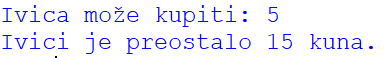 Ivica može kupiti: 5
Ivici je preostalo 15 kuna.